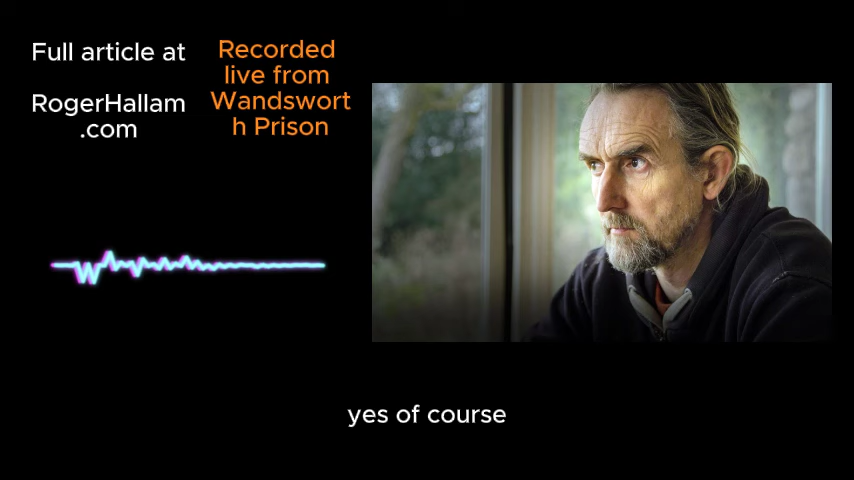 Full article at
RogerHallam
.com
Recorded
live from
Wandswort
h Prison
yes of course